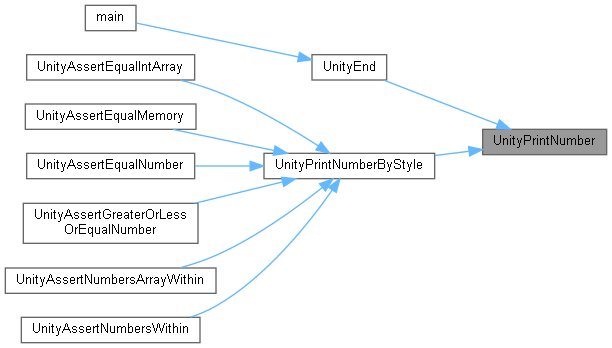 main
UnityEnd
UnityAssertEqualIntArray
UnityAssertEqualMemory
UnityPrintNumber
UnityAssertEqualNumber
UnityPrintNumberByStyle
UnityAssertGreaterOrLess
OrEqualNumber
UnityAssertNumbersArrayWithin
UnityAssertNumbersWithin